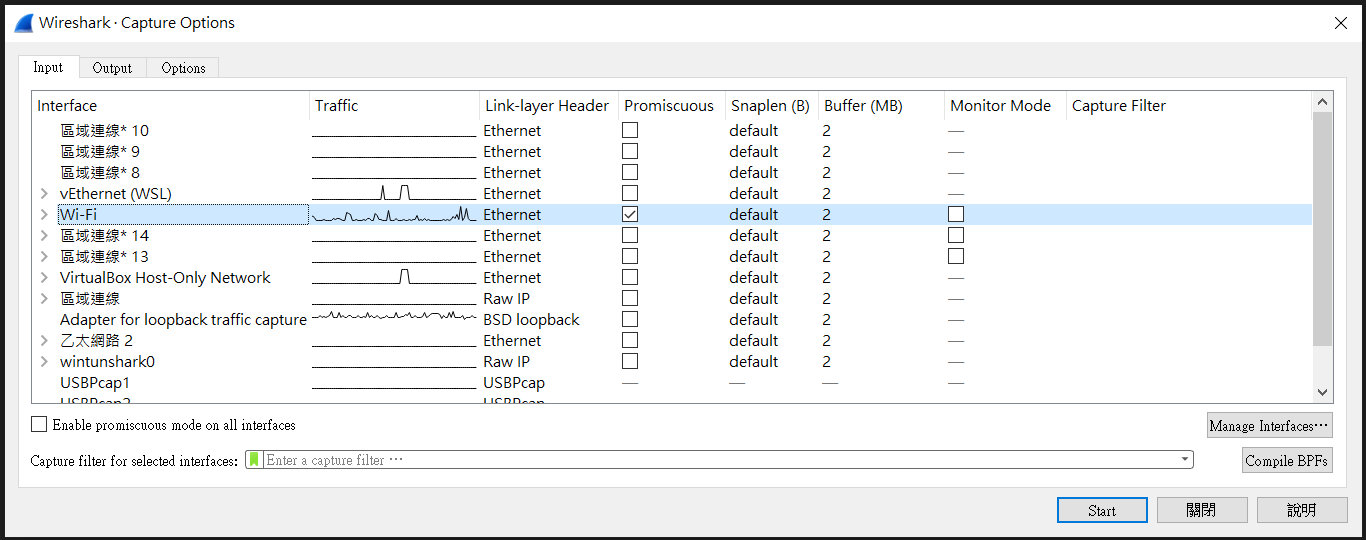 Wireshark · Capture Options
Input Output Options
Interface Traffic Link-layer Header Promiscuous Snaplen (B) Buffer (MB) Monitor Mode Capture Filter
區域連線* 10 Ethernet default 2 —
區域連線* 9 Ethernet default 2 —
區域連線* 8 Ethernet default 2 —
vEthernet (WSL) Ethernet default 2 —
Wi-Fi Ethernet default 2
區域連線* 14 Ethernet default 2
區域連線* 13 Ethernet default 2
VirtualBox Host-Only Network Ethernet default 2 —
區域連線 Raw IP default 2 —
Adapter for loopback traffic capture BSD loopback default 2 —
乙太網路 2 Ethernet default 2 —
wintunshark0 Raw IP default 2 —
USBPcap1 USBPcap — — — —
USBPcap2 USBPcap
Enable promiscuous mode on all interfaces
Manage Interfaces…
Capture filter for selected interfaces: Enter a capture filter …
Compile BPFs
Start 關閉 說明